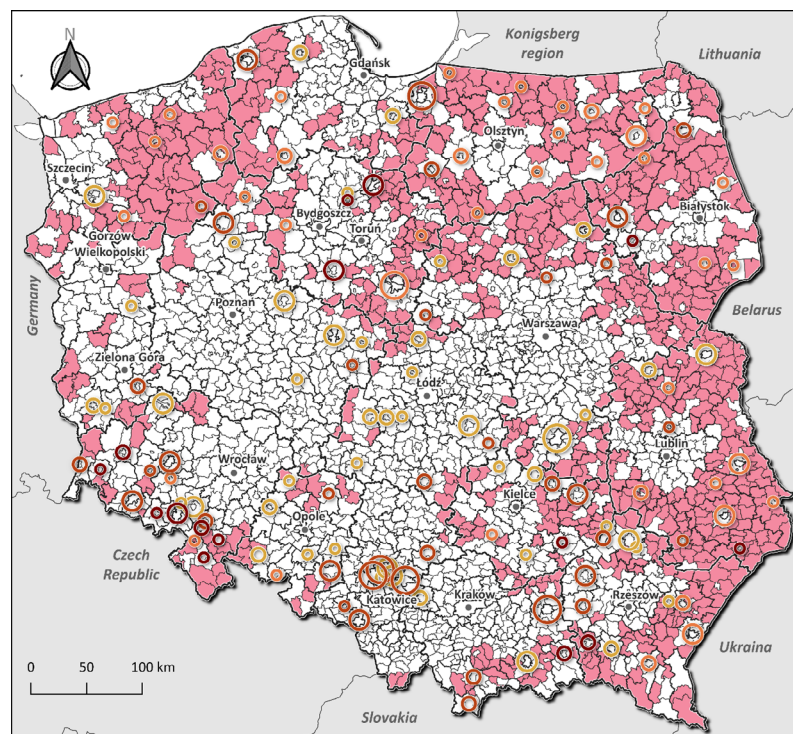 N
Konigsberg
region
Lithuania
Gdańsk
Olsztyn
Szczecin
Białystok
Bydgoszcz
Toruń
Gorzów
Wielkopolski
Germany
Poznań
Warszawa
Belarus
Zielona Góra
Łódź
Wrocław
Lublin
Kielce
Opole
Czech
Republic
Katowice
Kraków
Rzeszów
Ukraina
0 50 100 km
Slovakia